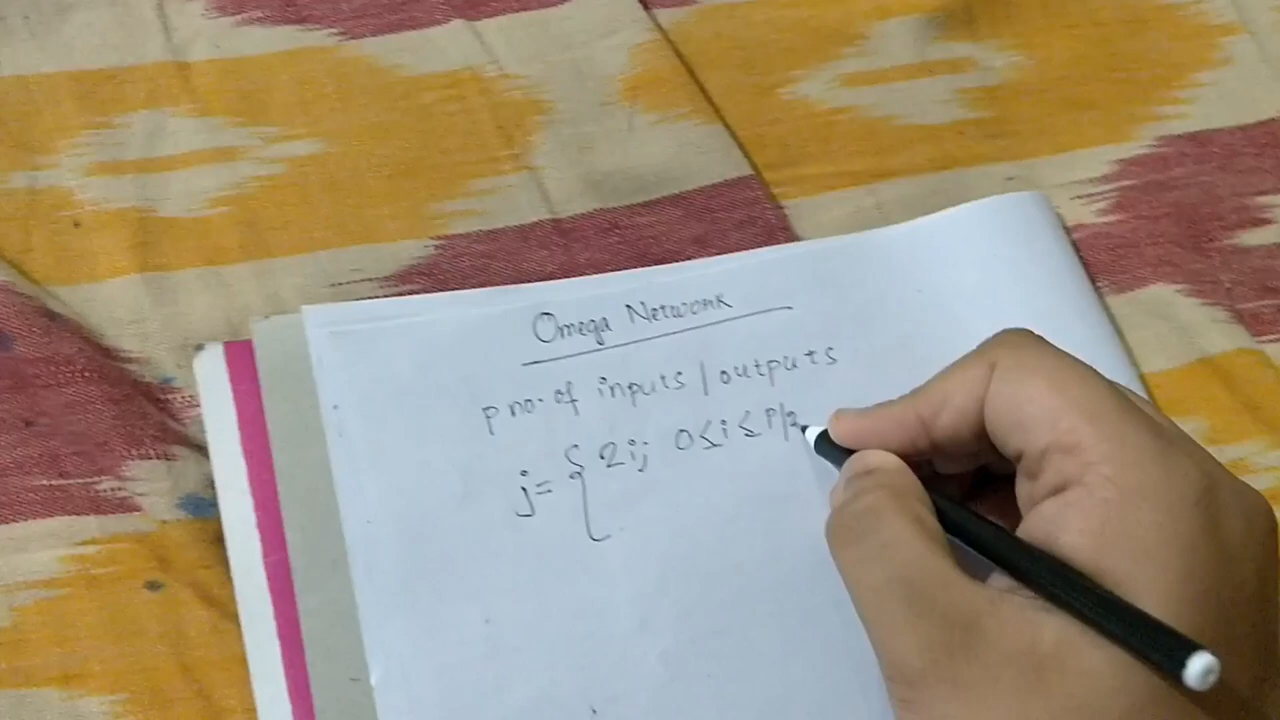 Omega Network
p no. of inputs / outputs
j= { 2i; 0≤i≤ P/2